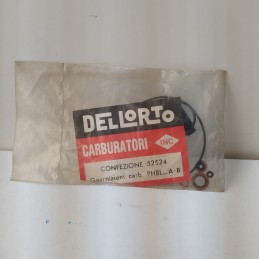 DELLORTO
CARBURATORI
CONFEZIONE 52524
Guarnizioni carb. PHBL A-B